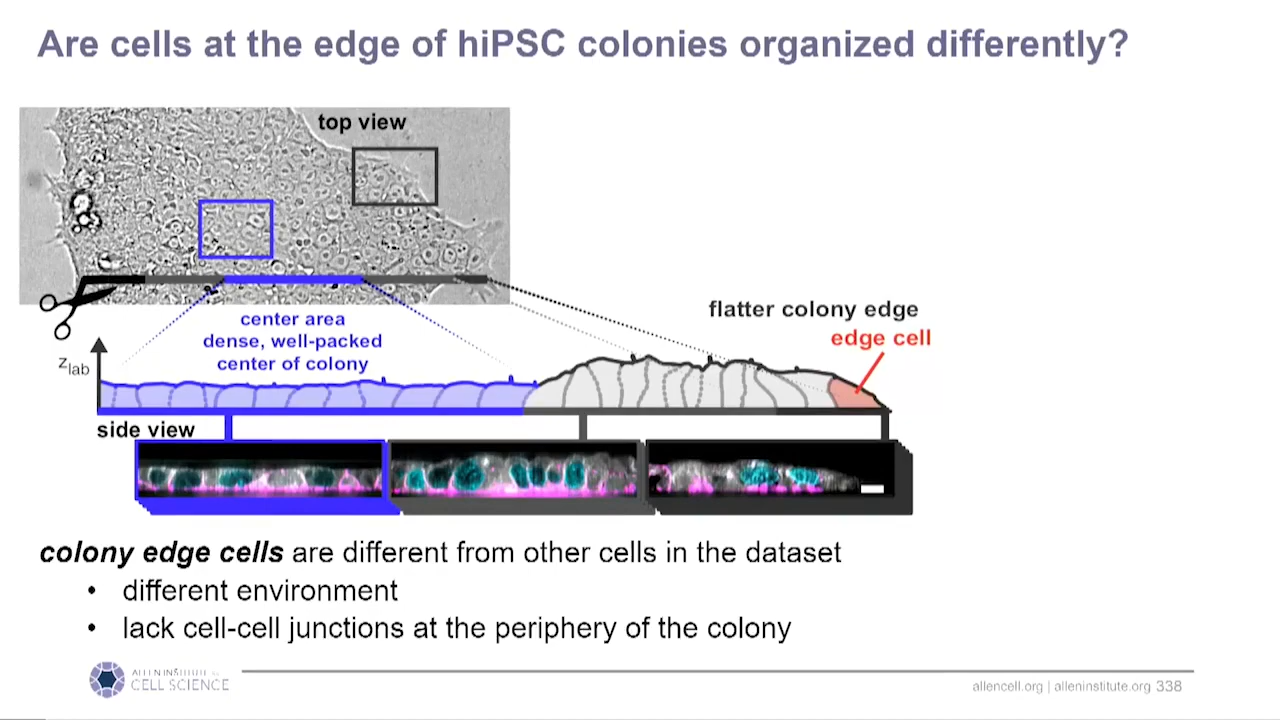 Are cells at the edge of hiPSC colonies organized differently?
top view
center area
dense, well-packed
center of colony
flatter colony edge
edge cell
zlab
side view
colony edge cells are different from other cells in the dataset
• different environment
• lack cell-cell junctions at the periphery of the colony
ALLEN INSTITUTE for
CELL SCIENCE
allencell.org | alleninstitute.org 338